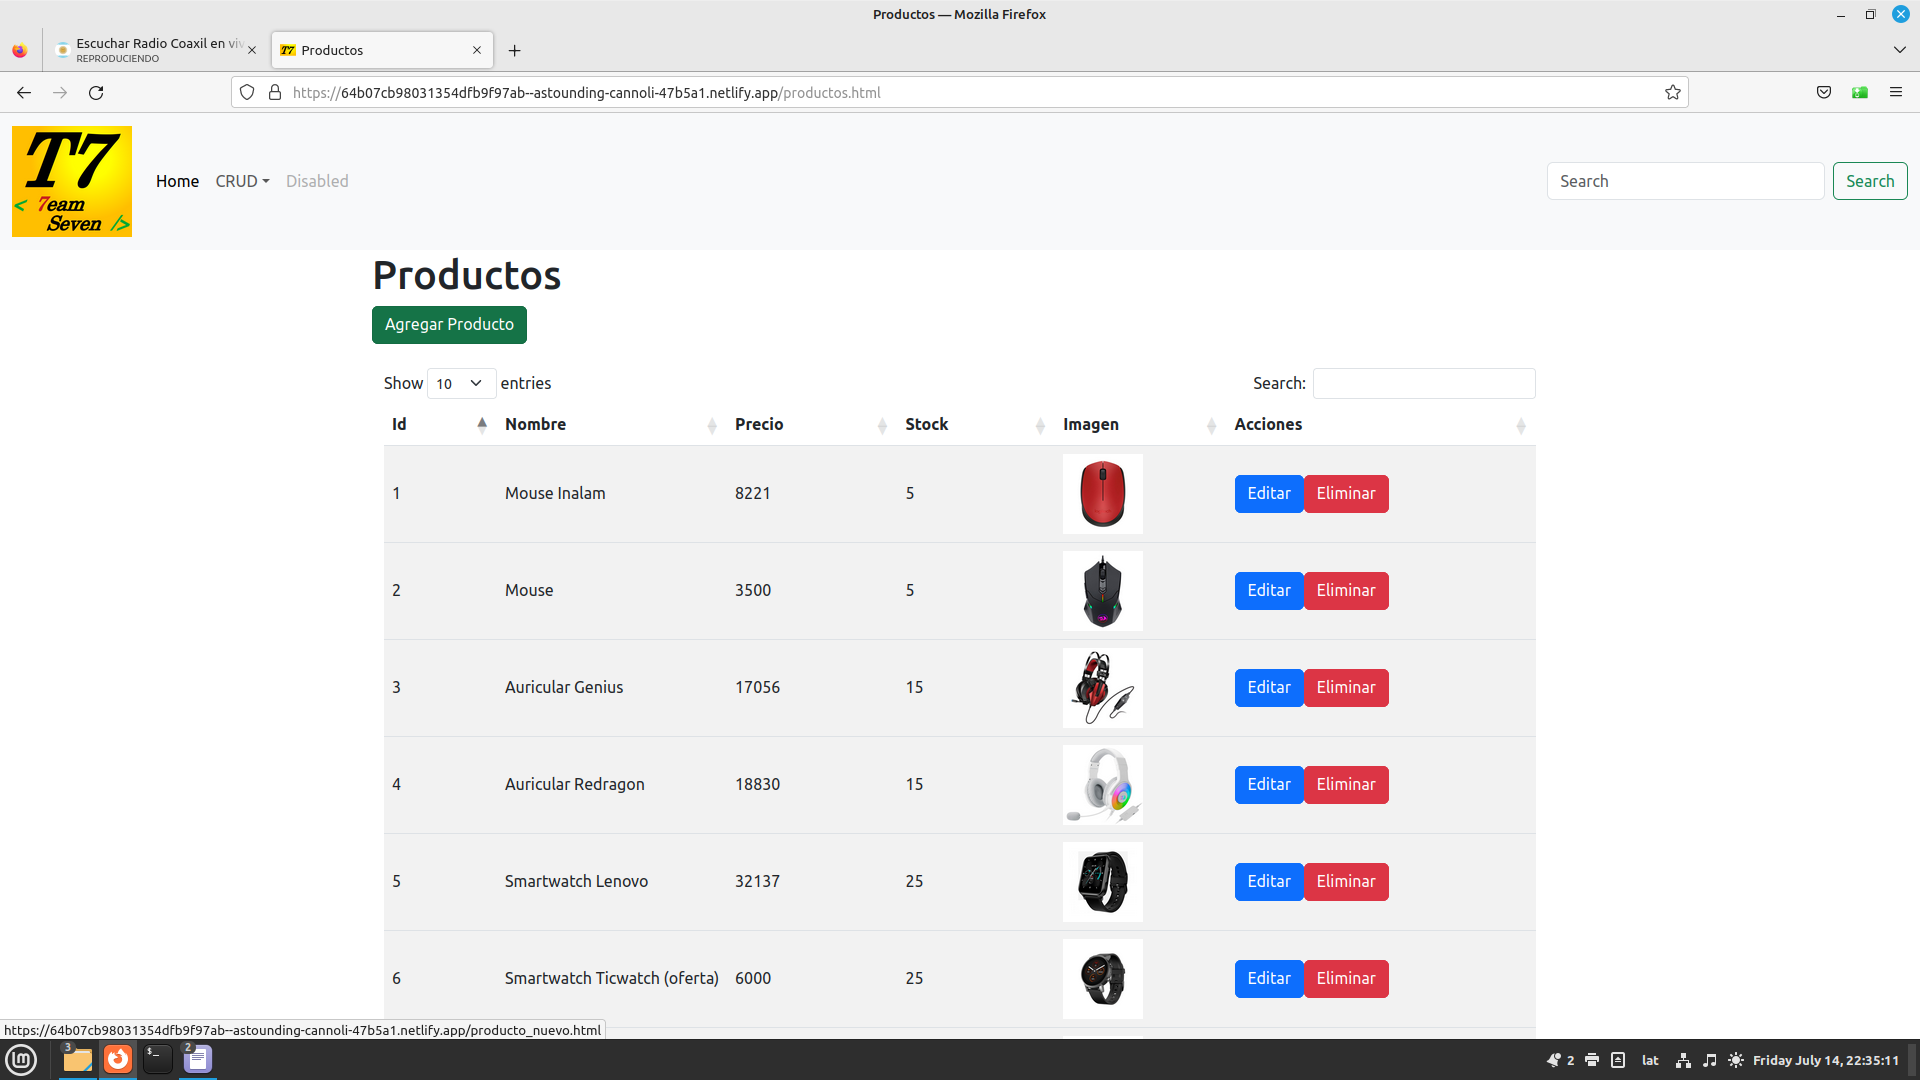 Productos — Mozilla Firefox
Escuchar Radio Coaxil en viv
REPRODUCIENDO
T7 Productos
https://64b07cb98031354dfb9f97ab--astounding-cannoli-47b5a1.netlify.app/productos.html
T7
< 7eam
Seven />
Home CRUD Disabled
Search Search
Productos
Agregar Producto
Show 10 entries Search:
Id Nombre Precio Stock Imagen Acciones
1 Mouse Inalam 8221 5 Editar Eliminar
2 Mouse 3500 5 Editar Eliminar
3 Auricular Genius 17056 15 Editar Eliminar
4 Auricular Redragon 18830 15 Editar Eliminar
5 Smartwatch Lenovo 32137 25 Editar Eliminar
6 Smartwatch Ticwatch (oferta) 6000 25 Editar Eliminar
https://64b07cb98031354dfb9f97ab--astounding-cannoli-47b5a1.netlify.app/producto_nuevo.html
3 $_ 2 2 lat Friday July 14, 22:35:11